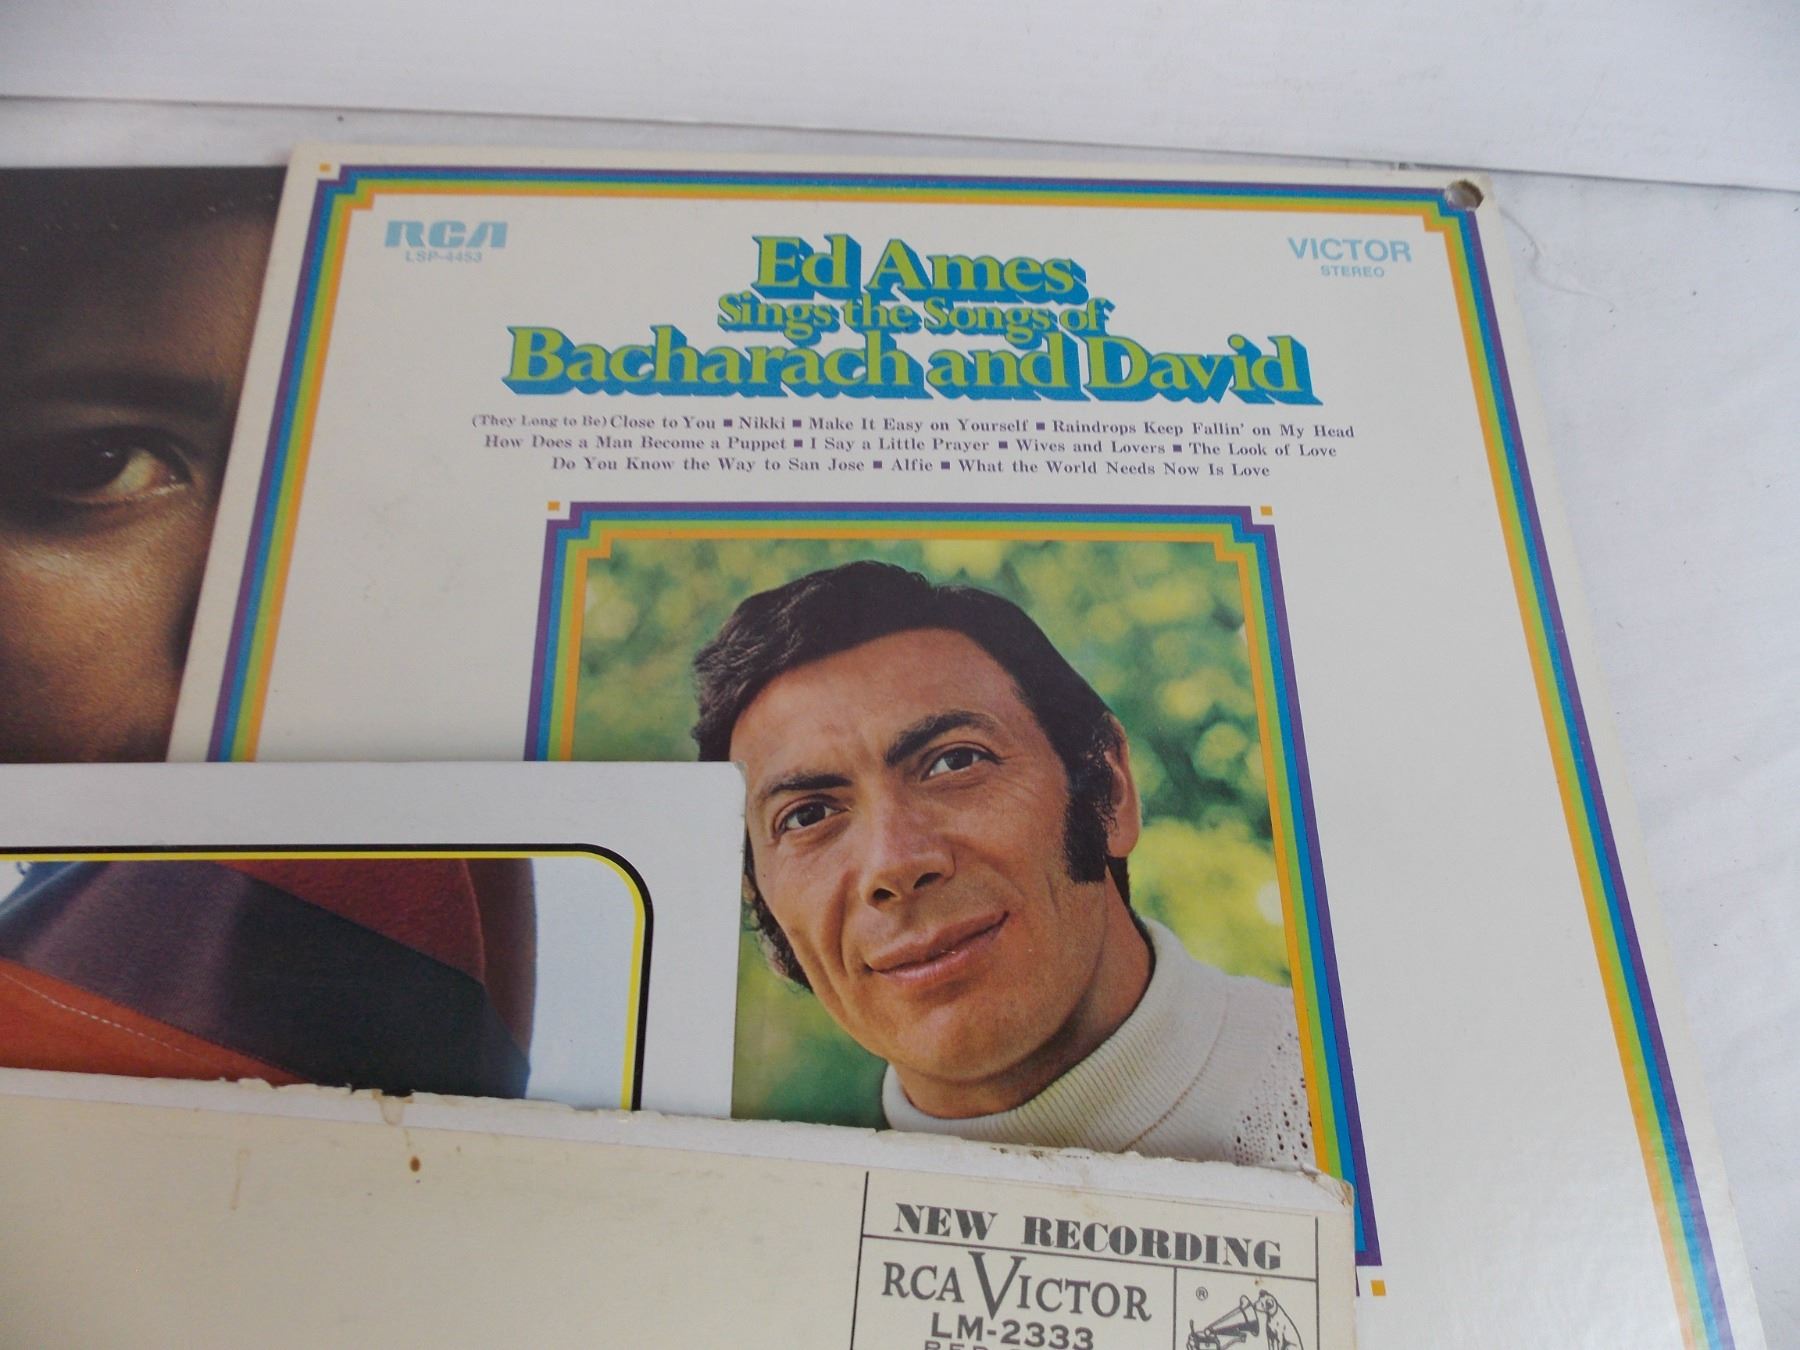 RCA
LSP-4453
VICTOR
STEREO
Ed Ames
Sings the Songs of
Bacharach and David
(They Long to Be) Close to You ■ Nikki ■ Make It Easy on Yourself ■ Raindrops Keep Fallin' on My Head
How Does a Man Become a Puppet ■ I Say a Little Prayer ■ Wives and Lovers ■ The Look of Love
Do You Know the Way to San Jose ■ Alfie ■ What the World Needs Now Is Love
NEW RECORDING
RCA VICTOR
®
LM-2333